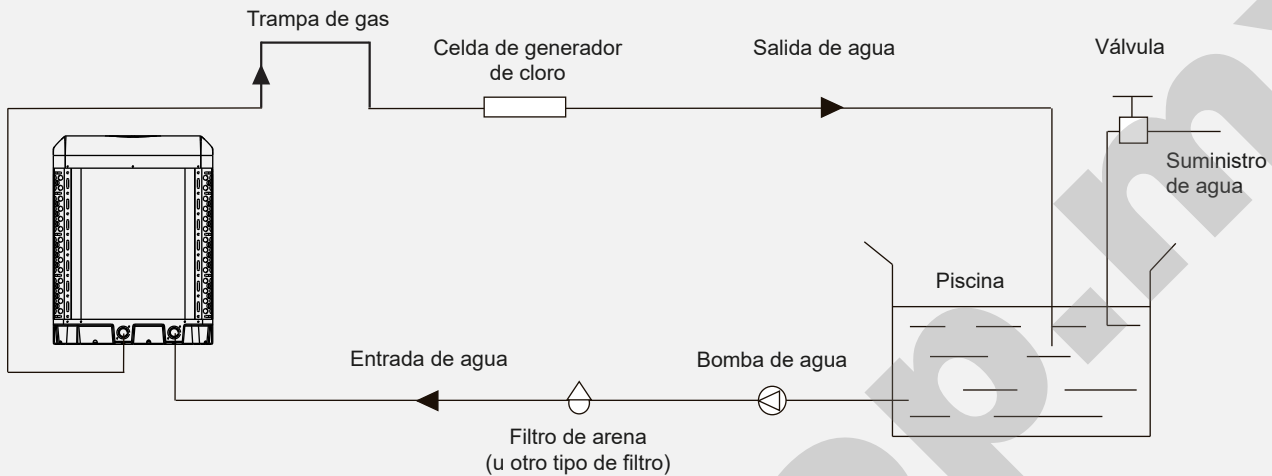 Trampa de gas
Celda de generador
de cloro
Salida de agua
Válvula
Suministro
de agua
Piscina
Entrada de agua
Bomba de agua
Filtro de arena
(u otro tipo de filtro)